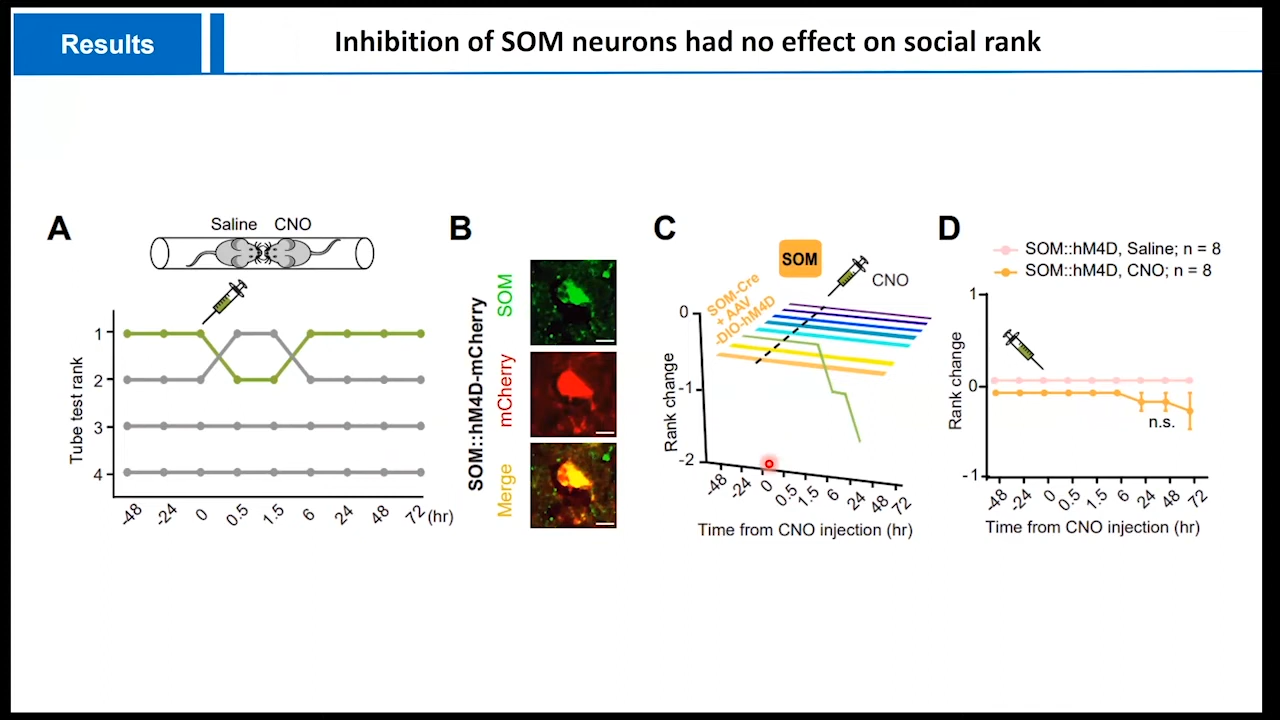 Results
Inhibition of SOM neurons had no effect on social rank
A
Saline CNO
Tube test rank
1
2
3
4
-48 -24 0 0.5 1.5 6 24 48 72 (hr)
B
SOM::hM4D-mCherry
SOM
mCherry
Merge
C
SOM
CNO
SOM-Cre
+ AAV
-DIO-hM4D
Rank change
0
-1
-2
-48 -24 0 0.5 1.5 6 24 48 72
Time from CNO injection (hr)
D
SOM::hM4D, Saline; n = 8
SOM::hM4D, CNO; n = 8
Rank change
1
0
-1
n.s.
-48 -24 0 0.5 1.5 6 24 48 72
Time from CNO injection (hr)